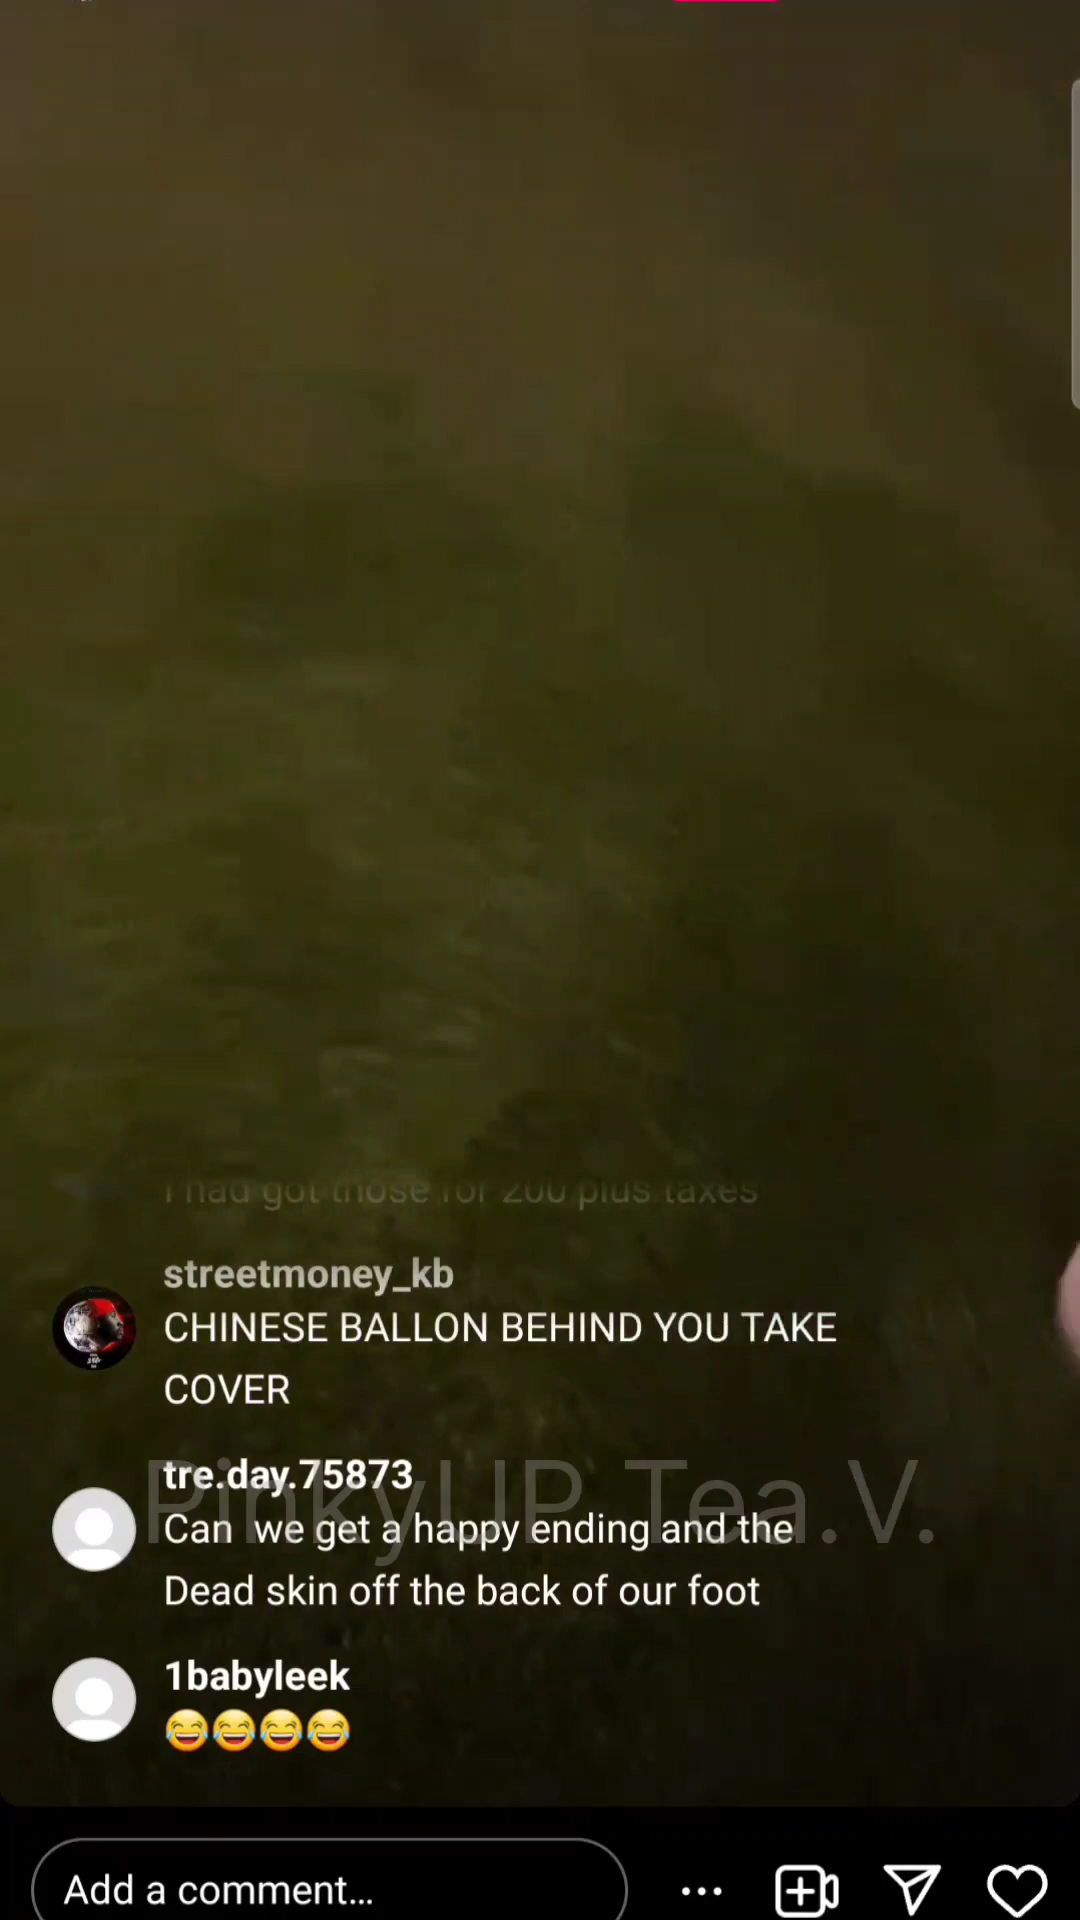 I had got those for 200 plus taxes
streetmoney_kb
CHINESE BALLON BEHIND YOU TAKE
COVER
tre.day.75873
PinkyUP Tea.V.
Can  we get a happy ending and the
Dead skin off the back of our foot
1babyleek
😂😂😂😂
Add a comment...